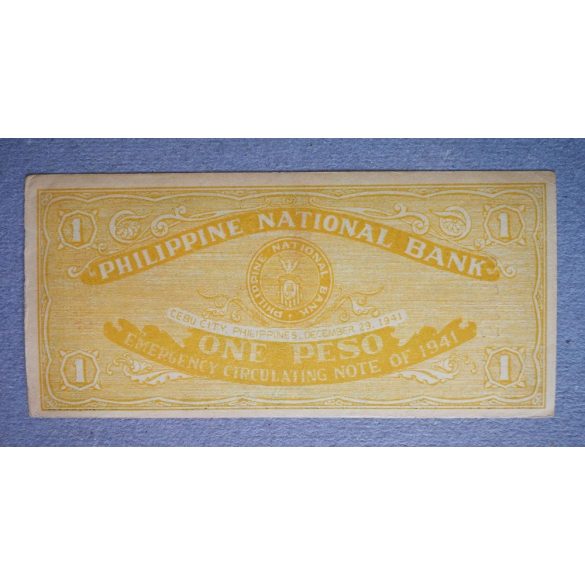 1 1
PHILIPPINE NATIONAL BANK
PHILIPPINE NATIONAL BANK
CEBU CITY, PHILIPPINES, DECEMBER 29, 1941
ONE PESO
EMERGENCY CIRCULATING NOTE OF 1941
1 1